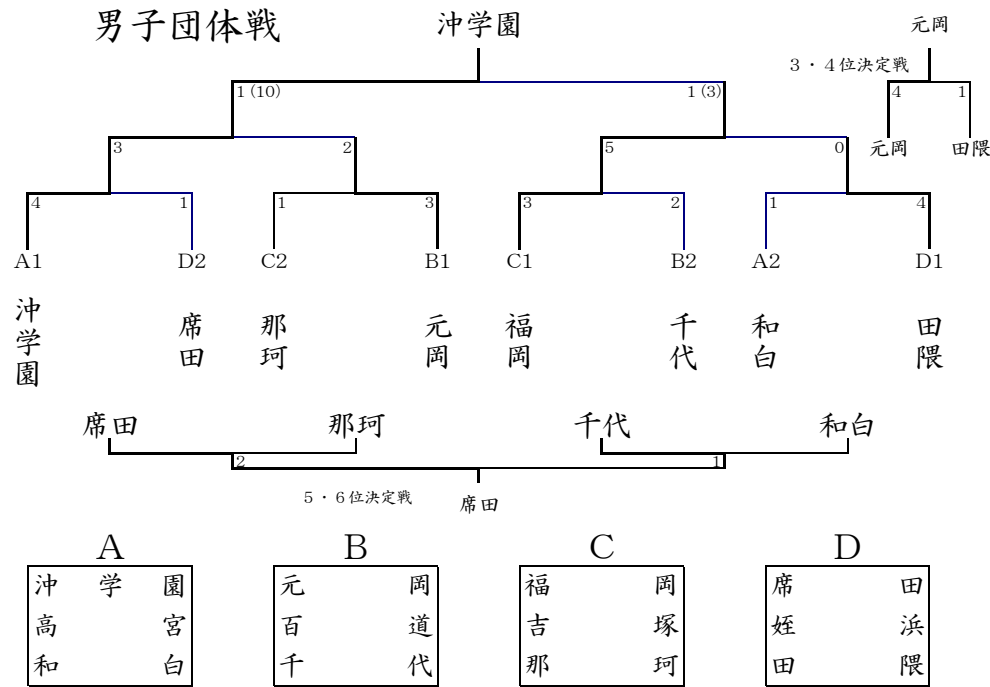 男子団体戦
沖学園
元岡
3・4位決定戦
1 (10)
1 (3)
4
1
元岡
田隈
3
2
5
0
4
1
1
3
3
2
1
4
A1
D2
C2
B1
C1
B2
A2
D1
沖学園
席田
那珂
元岡
福岡
千代
和白
田隈
席田
那珂
千代
和白
2
1
5・6位決定戦
席田
A
B
C
D
沖学園
元岡
福岡
席田
高宮
百道
吉塚
姪浜
和白
千代
那珂
田隈